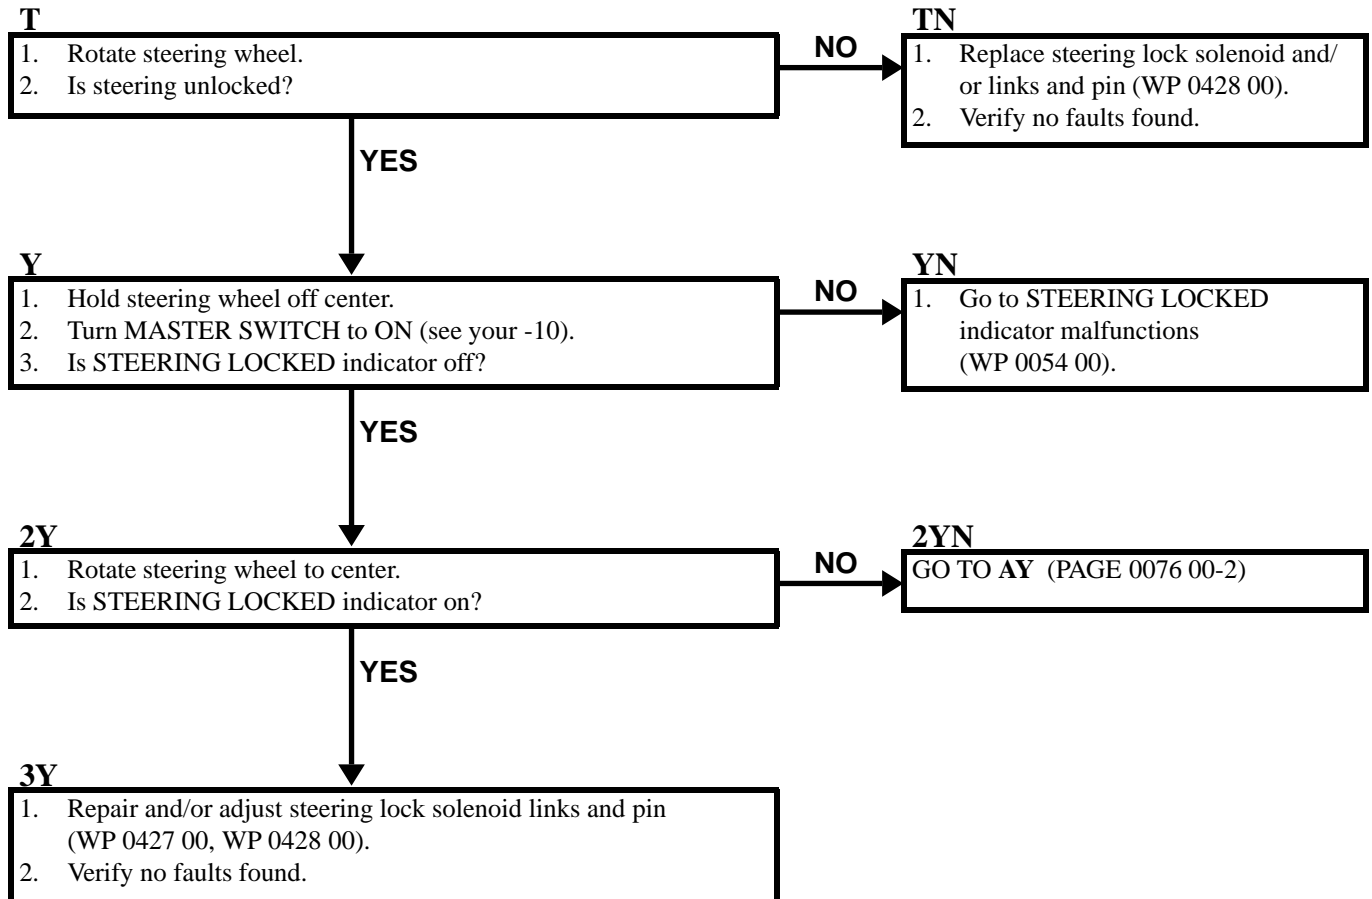 T
1. Rotate steering wheel.
2. Is steering unlocked?
NO
TN
1. Replace steering lock solenoid and/
or links and pin (WP 0428 00).
2. Verify no faults found.
YES
Y
1. Hold steering wheel off center.
2. Turn MASTER SWITCH to ON (see your -10).
3. Is STEERING LOCKED indicator off?
NO
YN
1. Go to STEERING LOCKED
indicator malfunctions
(WP 0054 00).
YES
2Y
1. Rotate steering wheel to center.
2. Is STEERING LOCKED indicator on?
NO
2YN
GO TO AY (PAGE 0076 00-2)
YES
3Y
1. Repair and/or adjust steering lock solenoid links and pin
(WP 0427 00, WP 0428 00).
2. Verify no faults found.